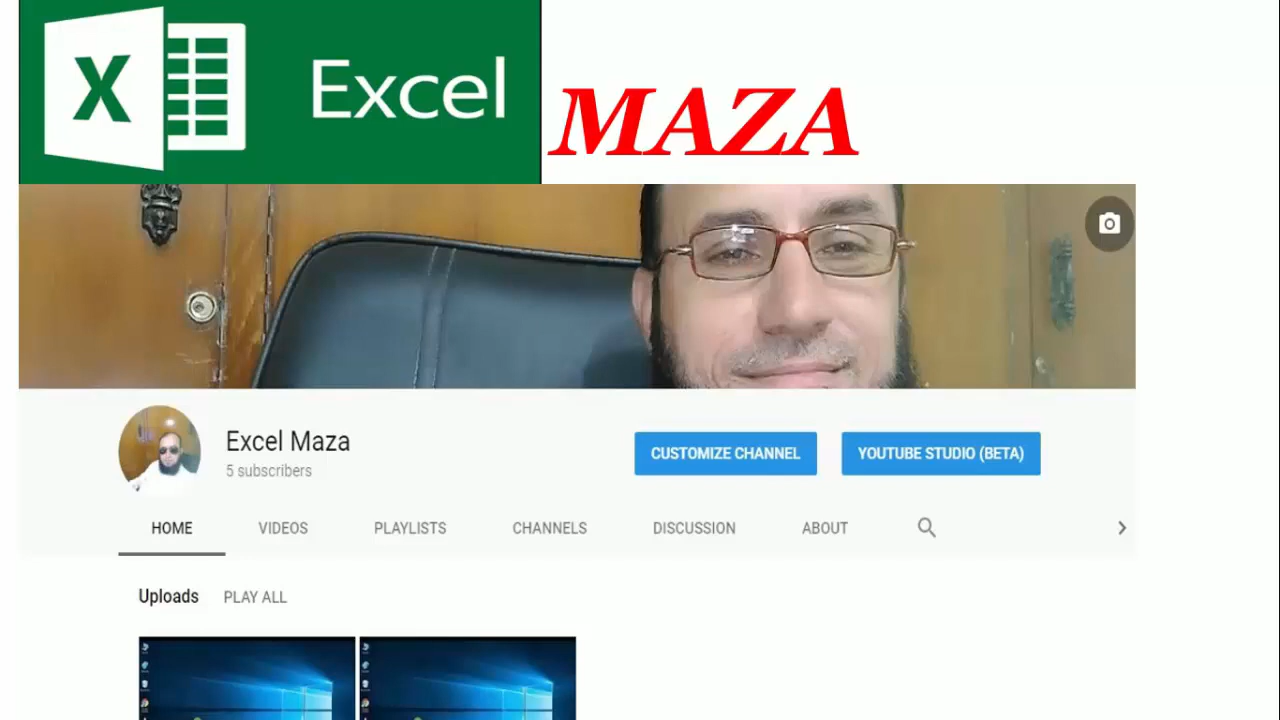 X Excel
MAZA
Excel Maza
5 subscribers
CUSTOMIZE CHANNEL
YOUTUBE STUDIO (BETA)
HOME VIDEOS PLAYLISTS CHANNELS DISCUSSION ABOUT
Uploads PLAY ALL